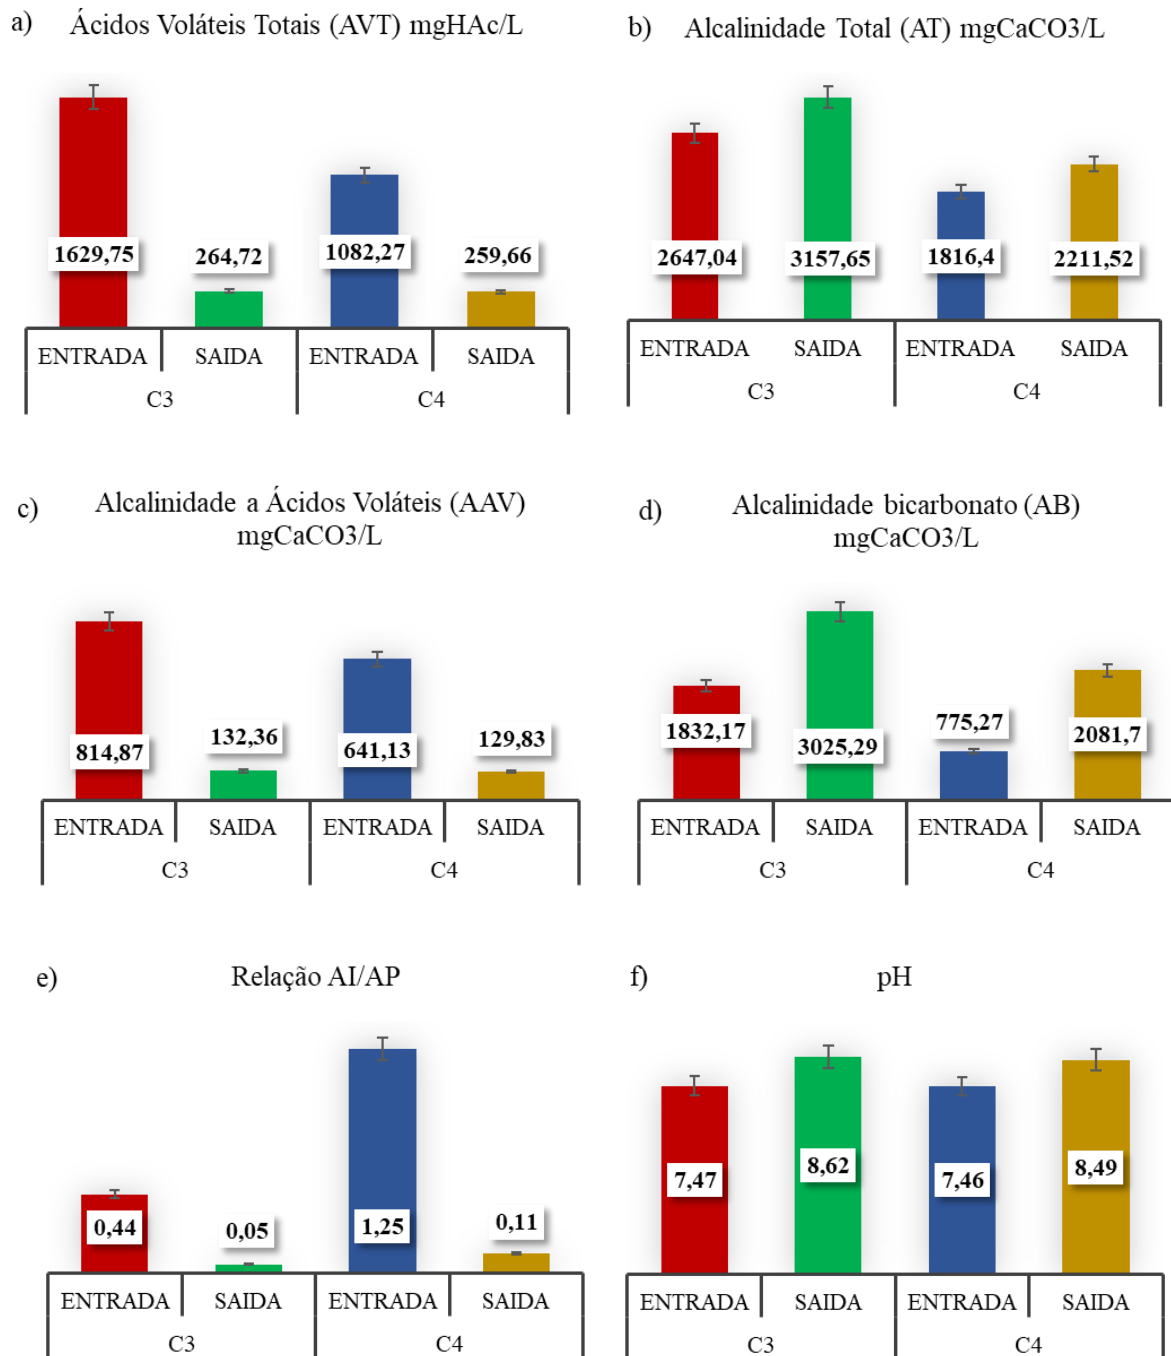 a) Ácidos Voláteis Totais (AVT) mgHAc/L
1629,75 264,72 1082,27 259,66
ENTRADA SAIDA ENTRADA SAIDA
C3 C4
b) Alcalinidade Total (AT) mgCaCO3/L
2647,04 3157,65 1816,4 2211,52
ENTRADA SAIDA ENTRADA SAIDA
C3 C4
c) Alcalinidade a Ácidos Voláteis (AAV)
mgCaCO3/L
814,87 132,36 641,13 129,83
ENTRADA SAIDA ENTRADA SAIDA
C3 C4
d) Alcalinidade bicarbonato (AB)
mgCaCO3/L
1832,17 3025,29 775,27 2081,7
ENTRADA SAIDA ENTRADA SAIDA
C3 C4
e) Relação AI/AP
0,44 0,05 1,25 0,11
ENTRADA SAIDA ENTRADA SAIDA
C3 C4
f) pH
7,47 8,62 7,46 8,49
ENTRADA SAIDA ENTRADA SAIDA
C3 C4